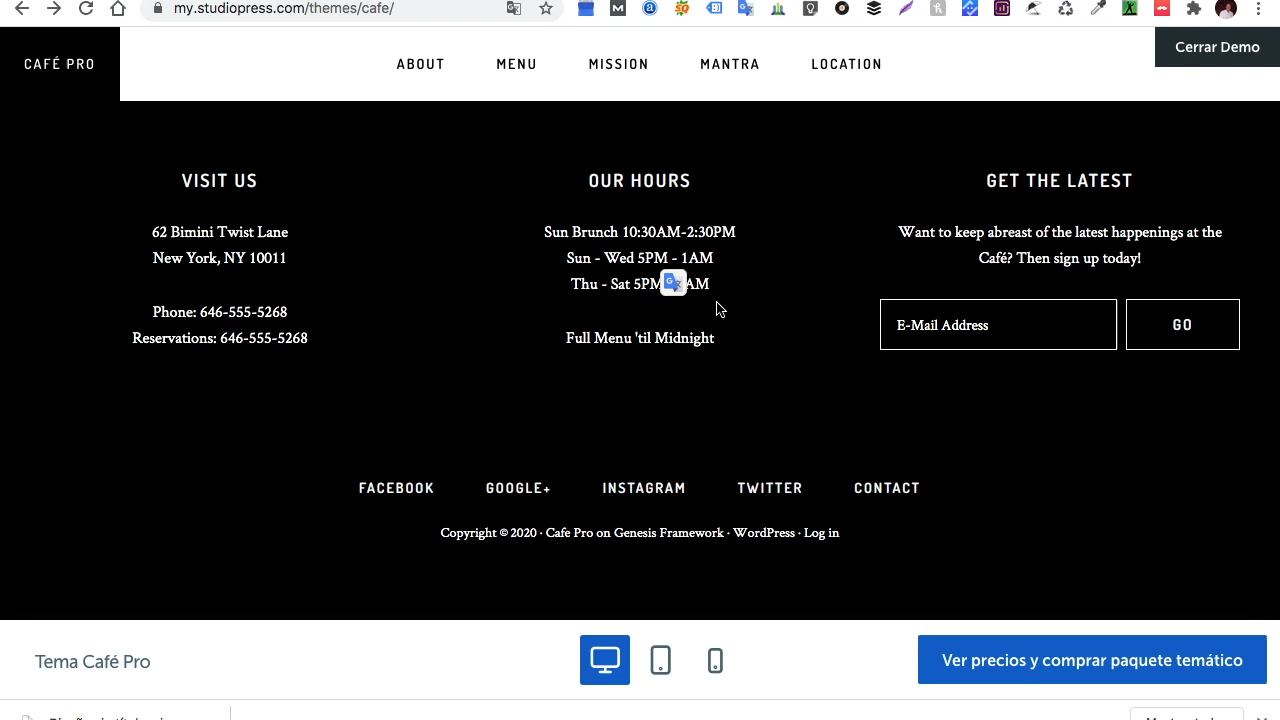 my.studiopress.com/themes/cafe/
CAFÉ PRO
ABOUT
MENU
MISSION
MANTRA
LOCATION
Cerrar Demo
VISIT US
62 Bimini Twist Lane
New York, NY 10011
Phone: 646-555-5268
Reservations: 646-555-5268
OUR HOURS
Sun Brunch 10:30AM-2:30PM
Sun - Wed 5PM - 1AM
Thu - Sat 5PM AM
Full Menu 'til Midnight
GET THE LATEST
Want to keep abreast of the latest happenings at the
Café? Then sign up today!
E-Mail Address
GO
FACEBOOK
GOOGLE+
INSTAGRAM
TWITTER
CONTACT
Copyright © 2020 · Cafe Pro on Genesis Framework · WordPress · Log in
Tema Café Pro
Ver precios y comprar paquete temático